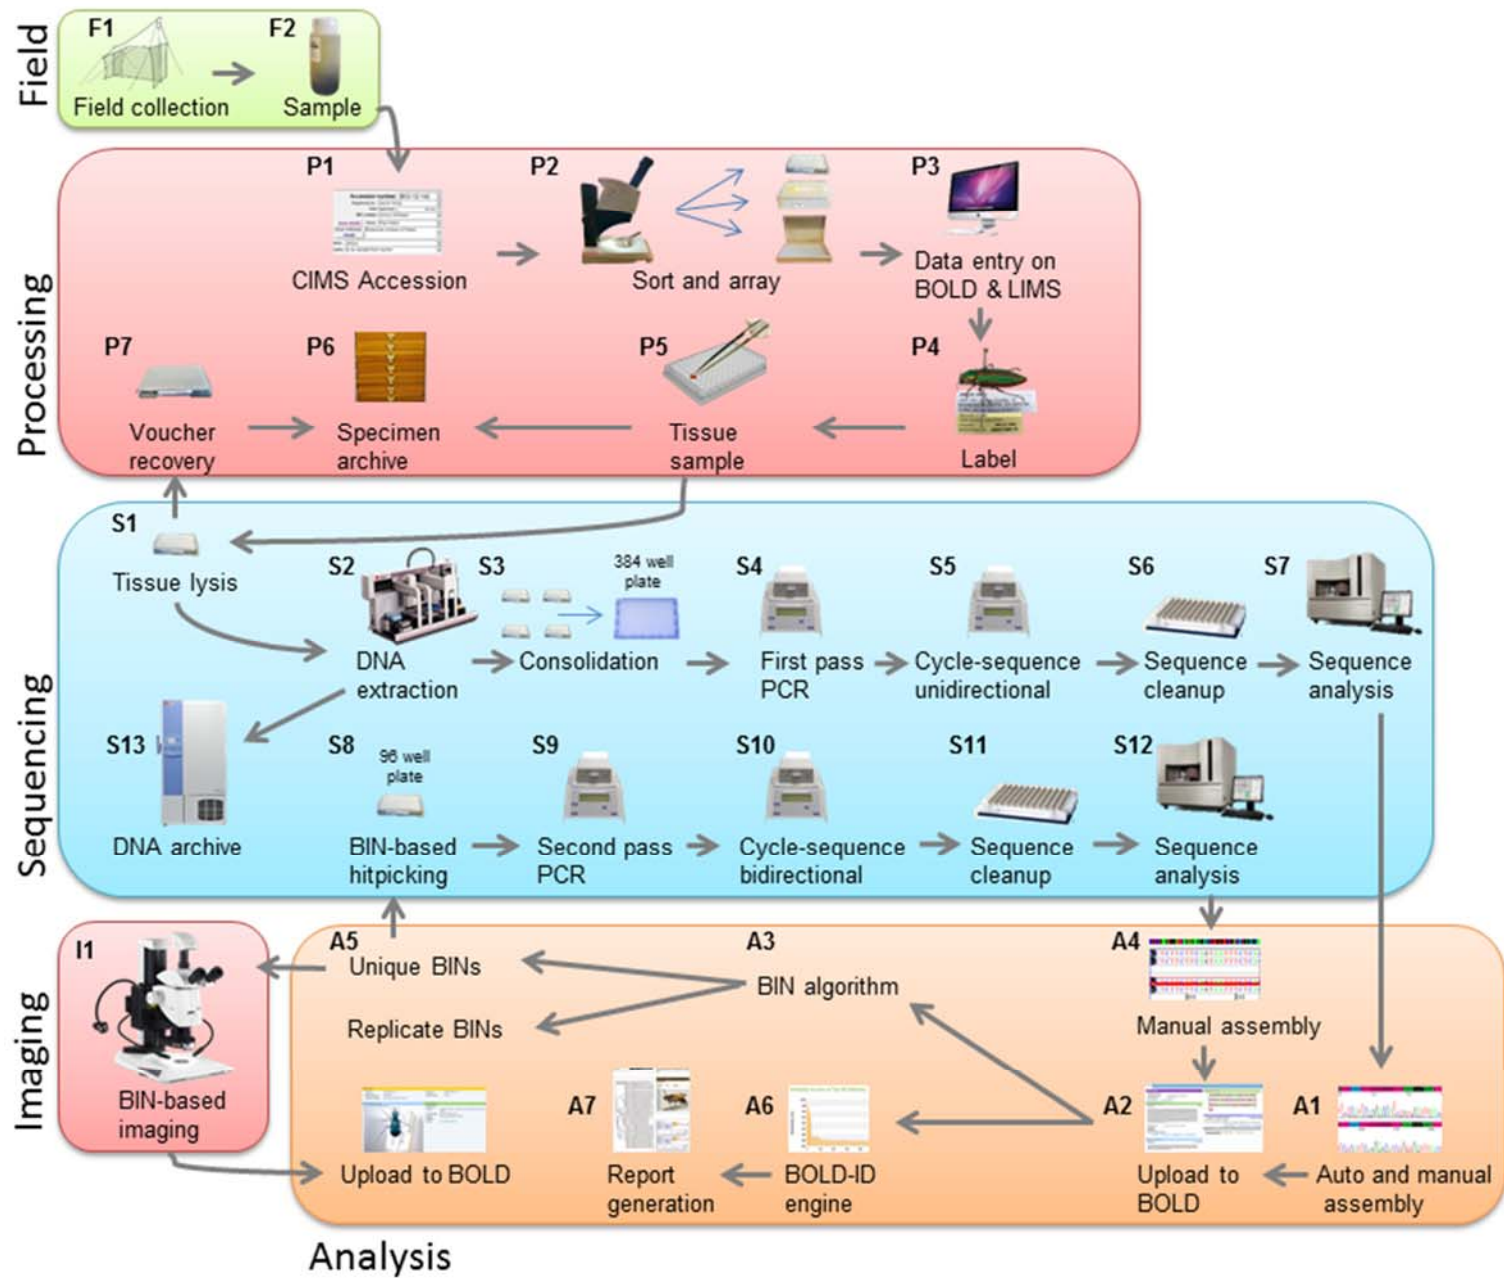 Field
F1
F2
Field collection
Sample
Processing
P1
P2
P3
CIMS Accession
Sort and array
Data entry on
BOLD & LIMS
P7
P6
P5
P4
Voucher
recovery
Specimen
archive
Tissue
sample
Label
Sequencing
S1
Tissue lysis
S2
S3
384 well
plate
S4
S5
S6
S7
DNA
extraction
Consolidation
First pass
PCR
Cycle-sequence
unidirectional
Sequence
cleanup
Sequence
analysis
S13
S8
96 well
plate
S9
S10
S11
S12
DNA archive
BIN-based
hitpicking
Second pass
PCR
Cycle-sequence
bidirectional
Sequence
cleanup
Sequence
analysis
Imaging
I1
BIN-based
imaging
A5
Unique BINs
Replicate BINs
A3
BIN algorithm
A4
Manual assembly
Upload to BOLD
A7
Report
generation
A6
BOLD-ID
engine
A2
Upload to
BOLD
A1
Auto and manual
assembly
Analysis